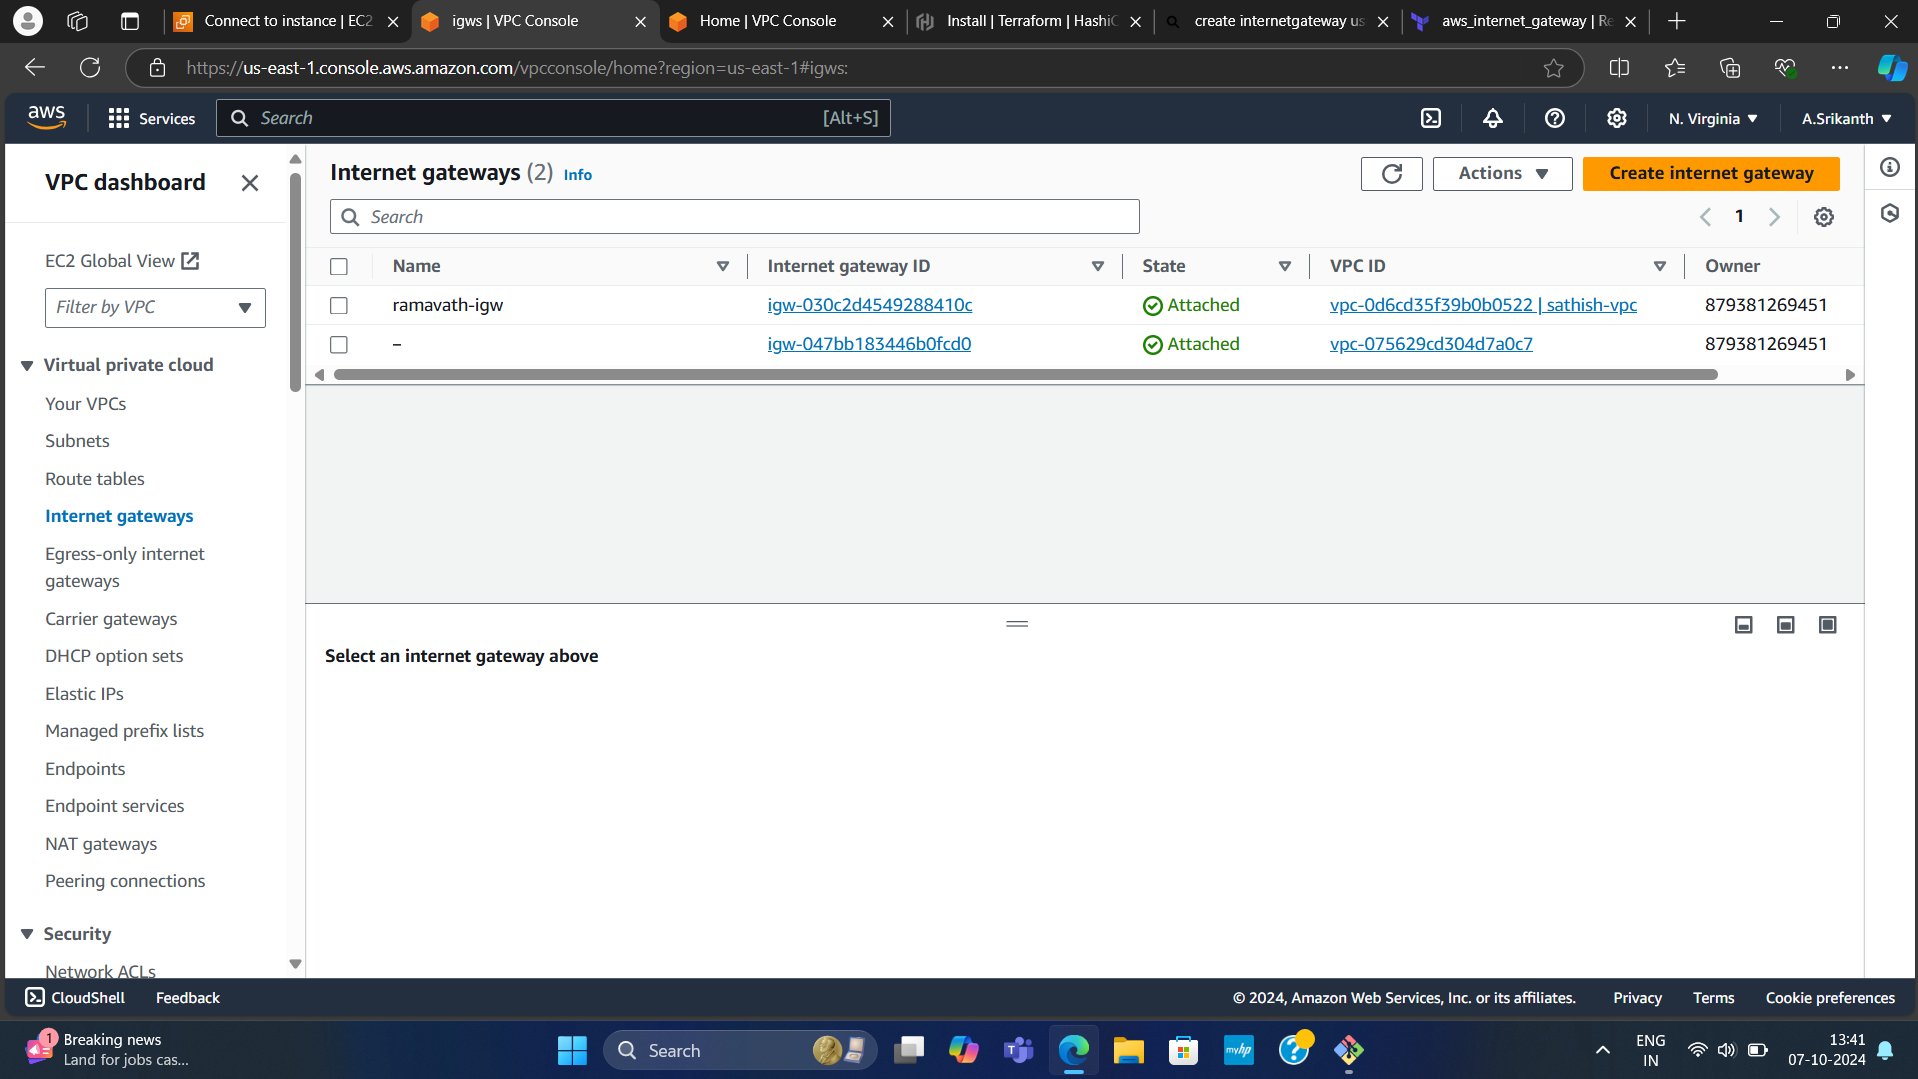 Connect to instance | EC2
igws | VPC Console
Home | VPC Console
Install | Terraform | HashiC
create internetgateway us
aws_internet_gateway | Re
https://us-east-1.console.aws.amazon.com/vpcconsole/home?region=us-east-1#igws:
aws
Services
Search
[Alt+S]
N. Virginia
A.Srikanth
VPC dashboard
EC2 Global View
Filter by VPC
Virtual private cloud
Your VPCs
Subnets
Route tables
Internet gateways
Egress-only internet
gateways
Carrier gateways
DHCP option sets
Elastic IPs
Managed prefix lists
Endpoints
Endpoint services
NAT gateways
Peering connections
Security
Network ACLs
Internet gateways (2) Info
Actions
Create internet gateway
Search
1
Name Internet gateway ID State VPC ID Owner
ramavath-igw igw-030c2d4549288410c Attached vpc-0d6cd35f39b0b0522 | sathish-vpc 879381269451
– igw-047bb183446b0fcd0 Attached vpc-075629cd304d7a0c7 879381269451
Select an internet gateway above
CloudShell Feedback
© 2024, Amazon Web Services, Inc. or its affiliates. Privacy Terms Cookie preferences
1
Breaking news
Land for jobs cas...
Search
myhp
ENG
IN
13:41
07-10-2024